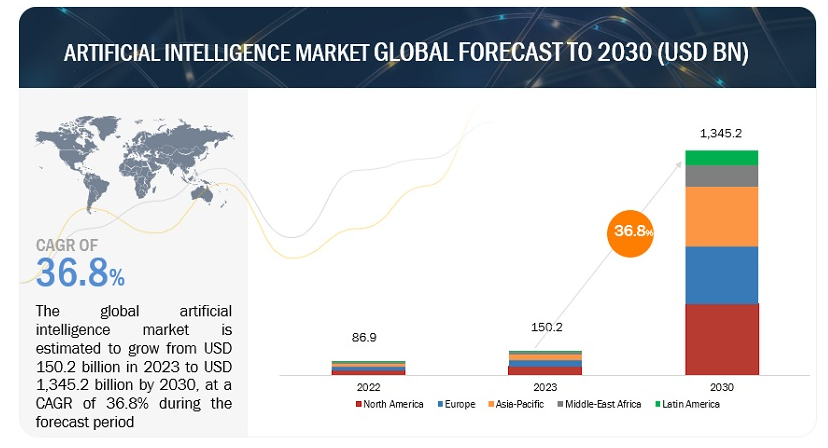 ARTIFICIAL INTELLIGENCE MARKET GLOBAL FORECAST TO 2030 (USD BN)
CAGR OF
36.8%
The global artificial
intelligence market is
estimated to grow from USD
150.2 billion in 2023 to USD
1,345.2 billion by 2030, at a
CAGR of 36.8% during the
forecast period
1,345.2
36.8%
150.2
86.9
2022 2023 2030
North America Europe Asia-Pacific Middle-East Africa Latin America